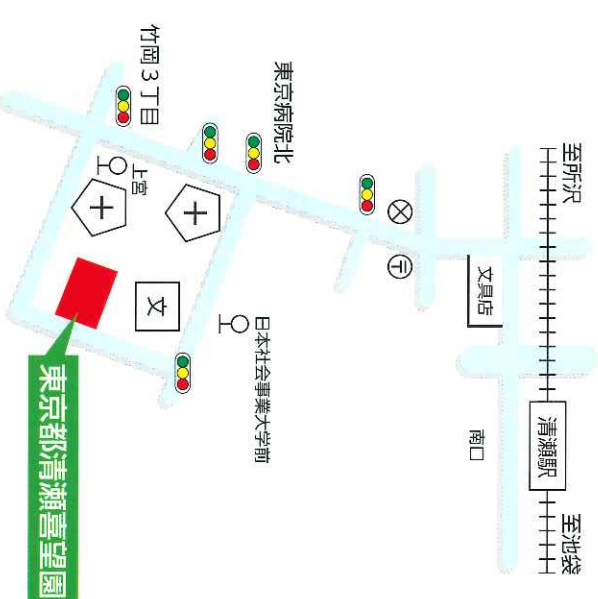 至所沢
清瀬駅
至池袋
南口
文具店
〒
東京病院北
日本社会事業大学前
竹岡3丁目
上宮
文
東京都清瀬喜望園